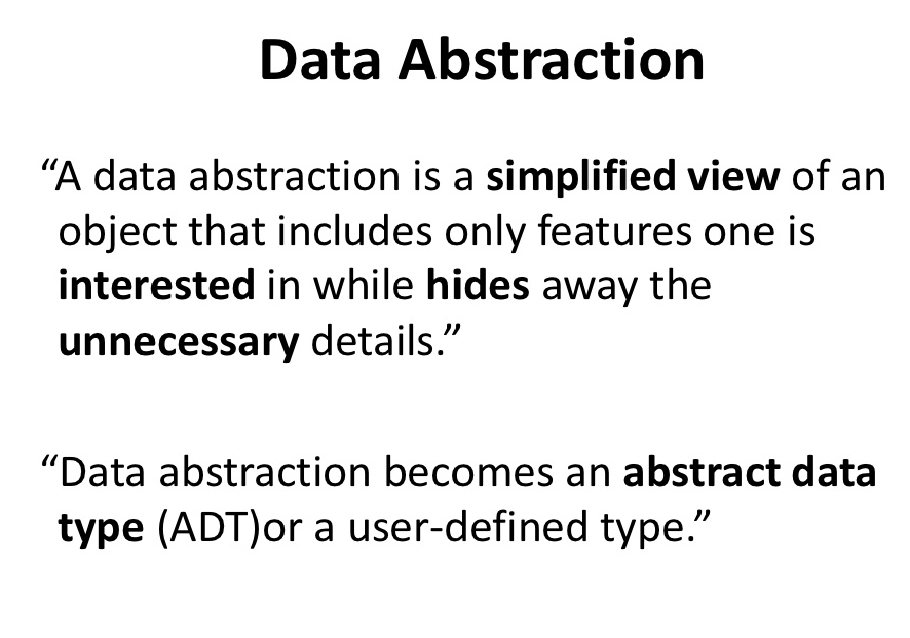 Data Abstraction
“A data abstraction is a simplified view of an
object that includes only features one is
interested in while hides away the
unnecessary details.”
“Data abstraction becomes an abstract data
type (ADT)or a user-defined type.”